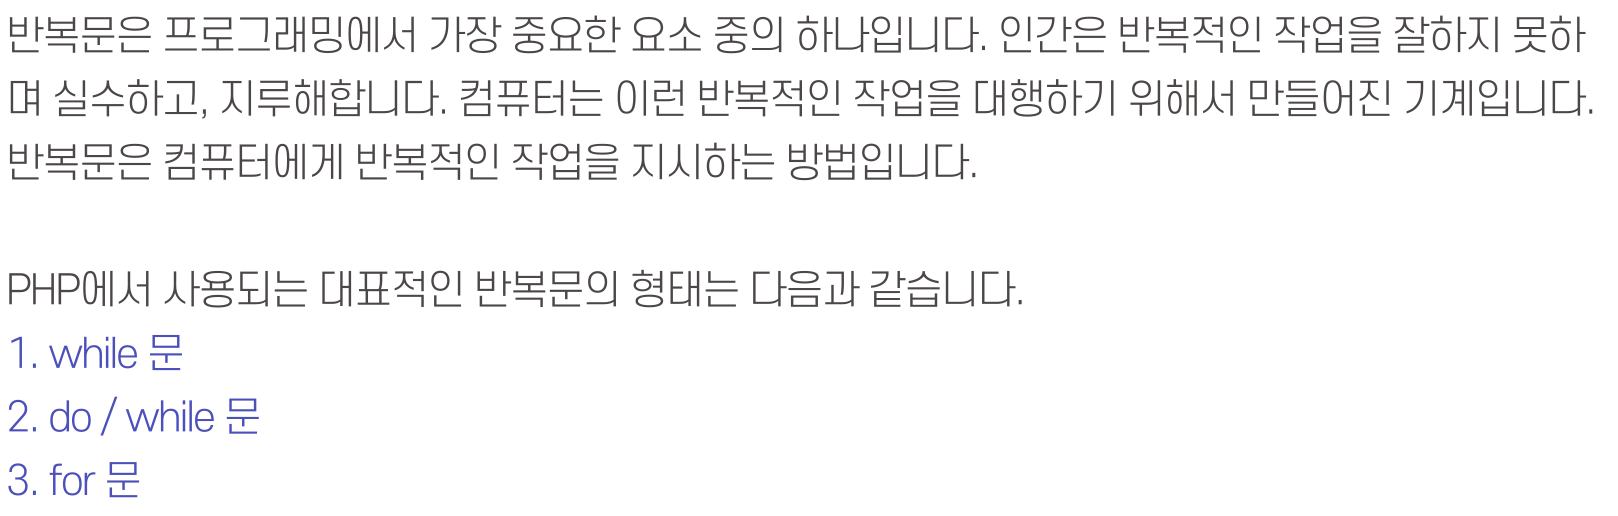 반복문은 프로그래밍에서 가장 중요한 요소 중의 하나입니다. 인간은 반복적인 작업을 잘하지 못하
며 실수하고, 지루해합니다. 컴퓨터는 이런 반복적인 작업을 대행하기 위해서 만들어진 기계입니다.
반복문은 컴퓨터에게 반복적인 작업을 지시하는 방법입니다.
PHP에서 사용되는 대표적인 반복문의 형태는 다음과 같습니다.
1. while 문
2. do / while 문
3. for 문